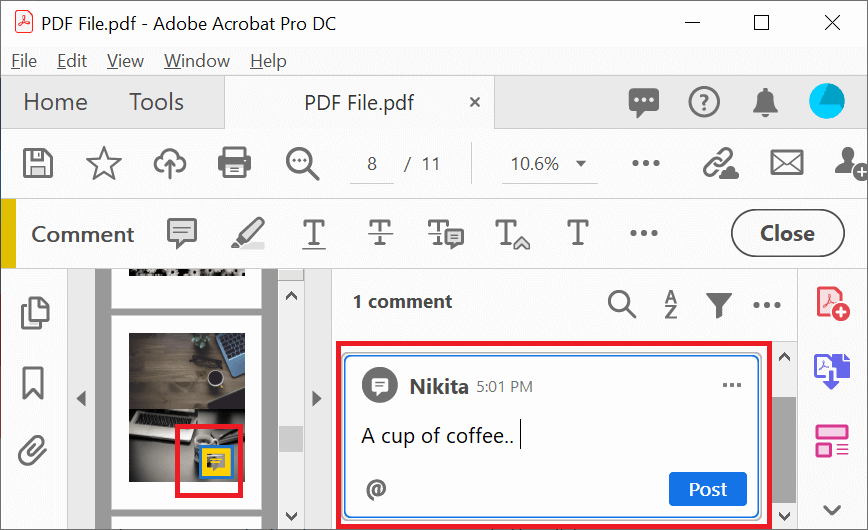 PDF File.pdf - Adobe Acrobat Pro DC
File Edit View Window Help
Home Tools PDF File.pdf ×
8 / 11 10.6%
Comment T T T T T Close
1 comment A Z
Nikita 5:01 PM
A cup of coffee..
@ Post